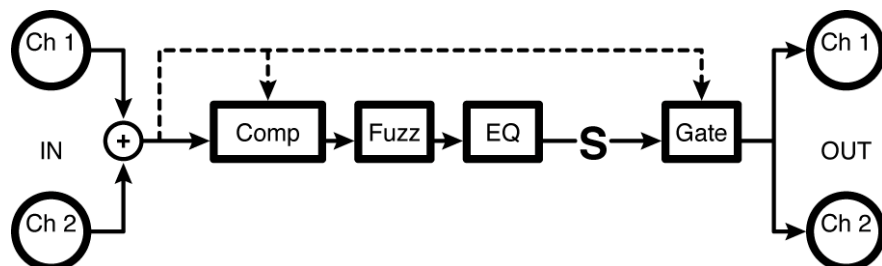 Ch 1
Ch 1
IN
+
Comp
Fuzz
EQ
S
Gate
OUT
Ch 2
Ch 2